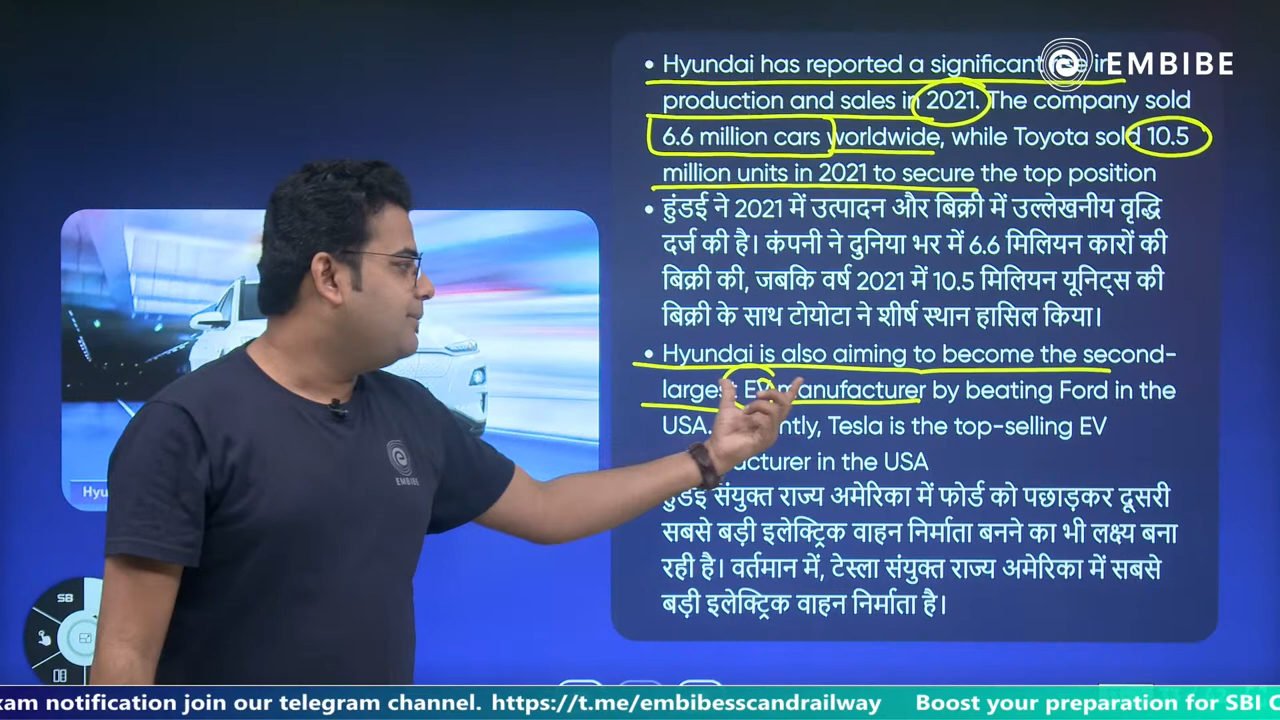 EMBIBE
Hyundai has reported a significant in
production and sales in 2021. The company sold
6.6 million cars worldwide, while Toyota sold 10.5
million units in 2021 to secure the top position
हुंडई ने 2021 में उत्पादन और बिक्री में उल्लेखनीय वृद्धि
दर्ज की है। कंपनी ने दुनिया भर में 6.6 मिलियन कारों की
बिक्री की, जबकि वर्ष 2021 में 10.5 मिलियन यूनिट्स की
बिक्री के साथ टोयोटा ने शीर्ष स्थान हासिल किया।
Hyundai is also aiming to become the second-
largest EV manufacturer by beating Ford in the
USA. Tesla is the top-selling EV
in the USA
हुंडई संयुक्त राज्य अमेरिका में फोर्ड को पछाड़कर दूसरी
सबसे बड़ी इलेक्ट्रिक वाहन निर्माता बनने का भी लक्ष्य बना
रही है। वर्तमान में, टेस्ला संयुक्त राज्य अमेरिका में सबसे
बड़ी इलेक्ट्रिक वाहन निर्माता है।
EMBIBE
Hyu
SB
xam notification join our telegram channel. https://t.me/embibesscandrailway Boost your preparation for SBI C